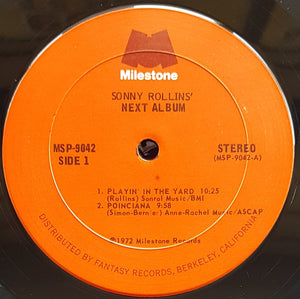 Milestone
SONNY ROLLINS'
NEXT ALBUM
MSP-9042
SIDE 1
STEREO
(MSP-9042-A)
1. PLAYIN' IN THE YARD 10:25
(Rollins) Sonrol Music/BMI
2. POINCIANA 9:58
(Simon-Bernier) Anne-Rachel Music/ASCAP
℗1972 Milestone Records
DISTRIBUTED BY FANTASY RECORDS, BERKELEY, CALIFORNIA